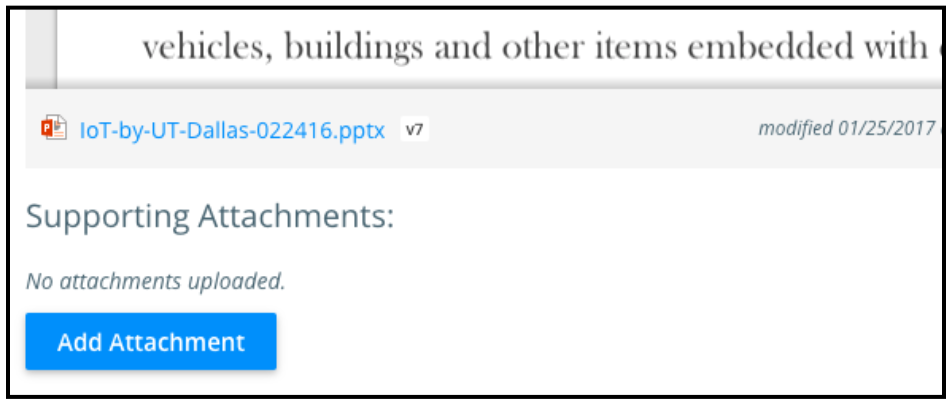 vehicles, buildings and other items embedded with
IoT-by-UT-Dallas-022416.pptx v7 modified 01/25/2017
Supporting Attachments:
No attachments uploaded.
Add Attachment